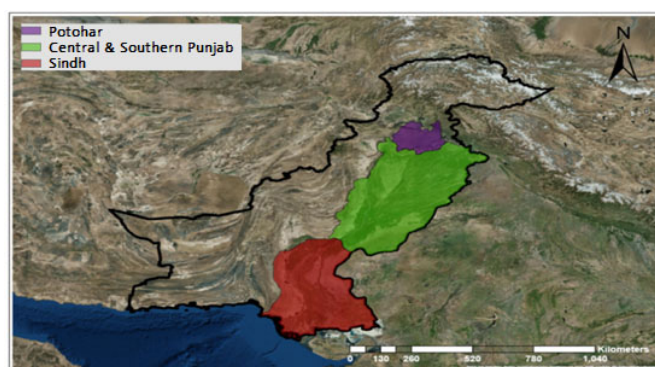 Potohar
Central & Southern Punjab
Sindh
N
Kilometers
0 130 260 520 780 1,040